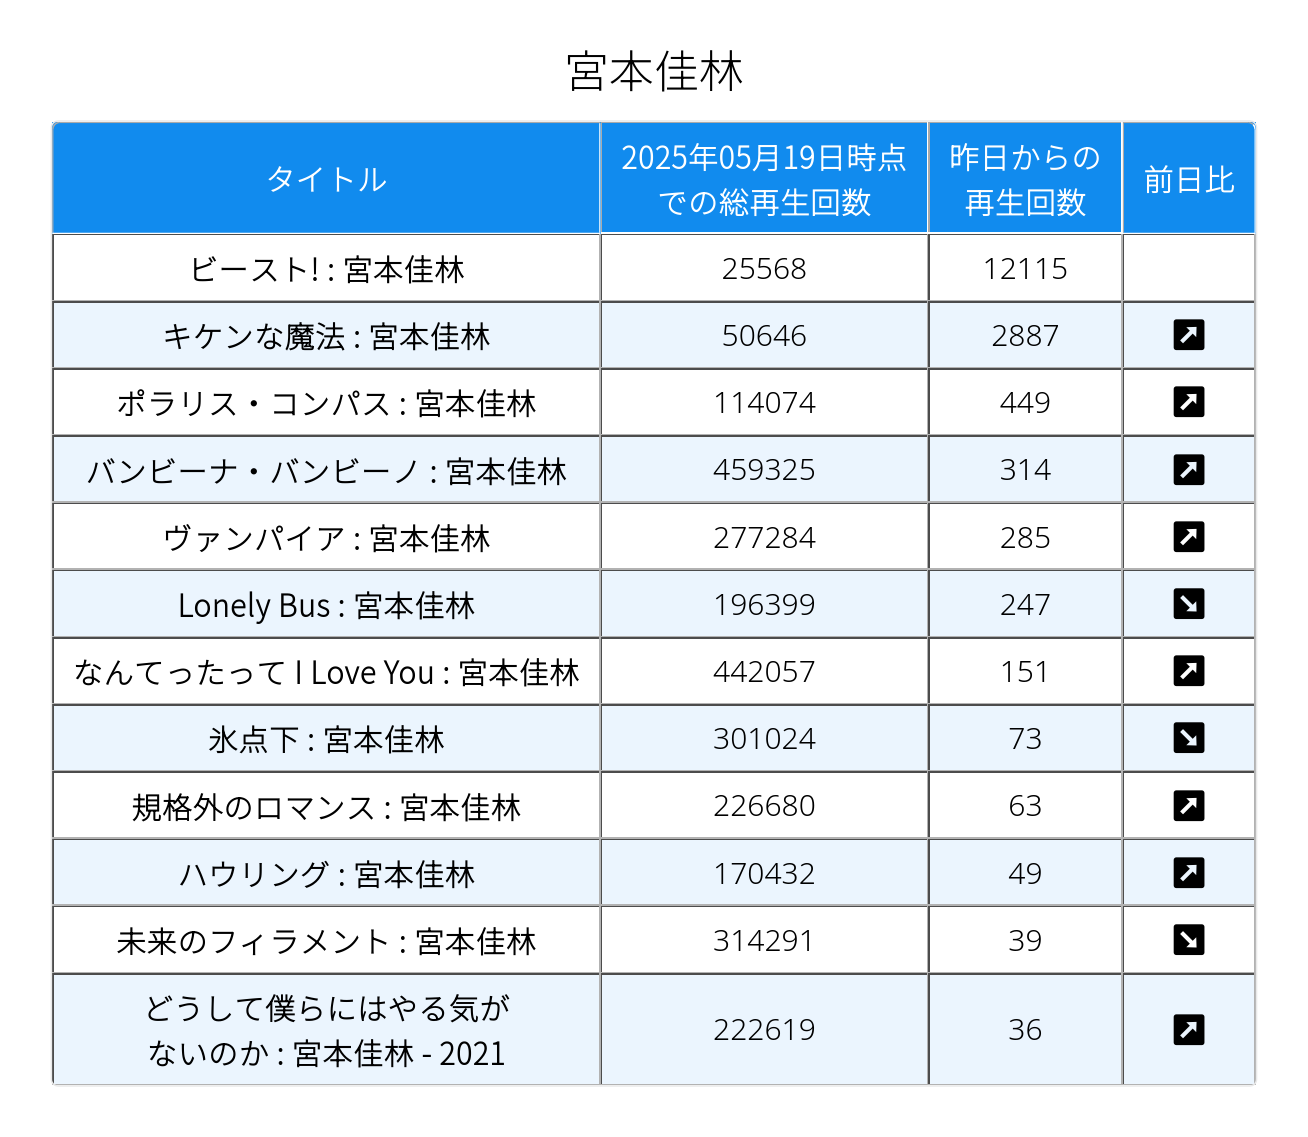 宮本佳林
タイトル
2025年05月19日時点
での総再生回数
昨日からの
再生回数
前日比
ビースト! : 宮本佳林 25568 12115
キケンな魔法 : 宮本佳林 50646 2887
ポラリス・コンパス : 宮本佳林 114074 449
バンビーナ・バンビーノ : 宮本佳林 459325 314
ヴァンパイア : 宮本佳林 277284 285
Lonely Bus : 宮本佳林 196399 247
なんてったって I Love You : 宮本佳林 442057 151
氷点下 : 宮本佳林 301024 73
規格外のロマンス : 宮本佳林 226680 63
ハウリング : 宮本佳林 170432 49
未来のフィラメント : 宮本佳林 314291 39
どうして僕らにはやる気が
ないのか : 宮本佳林 - 2021 222619 36